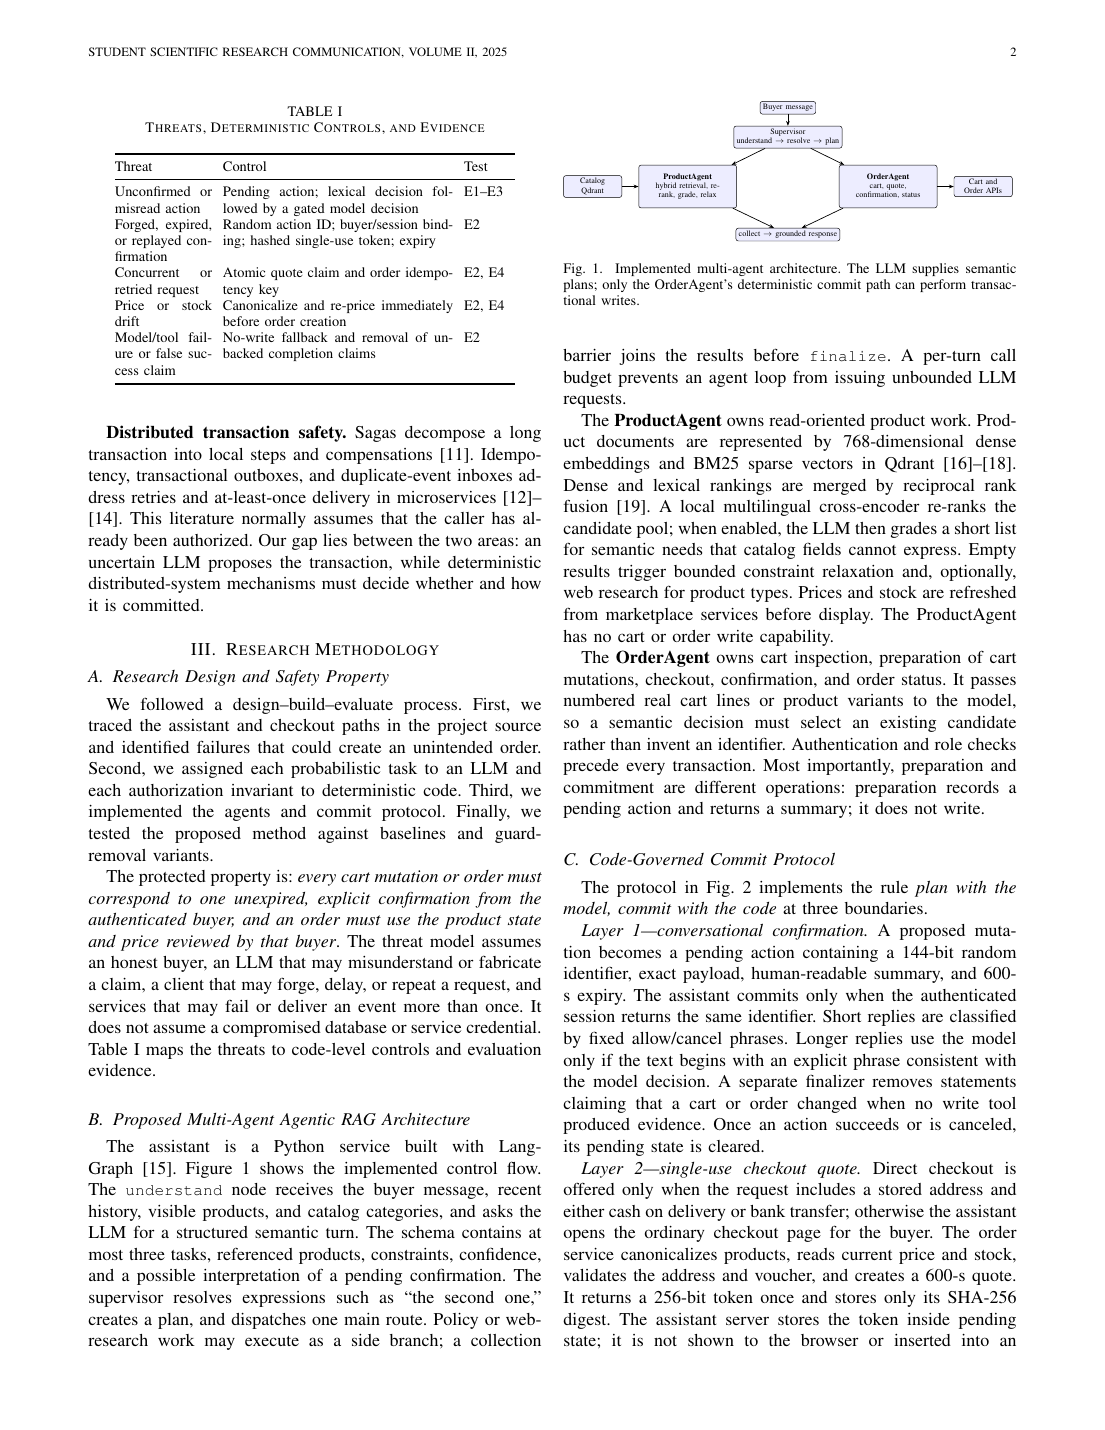 STUDENT SCIENTIFIC RESEARCH COMMUNICATION, VOLUME II, 2025
2
TABLE I
THREATS, DETERMINISTIC CONTROLS, AND EVIDENCE
Threat Control Test
Unconfirmed or Pending action; lexical decision fol- E1–E3
misread action lowed by a gated model decision
Forged, expired, Random action ID; buyer/session bind- E2
or replayed con- ing; hashed single-use token; expiry
firmation
Concurrent or Atomic quote claim and order idempo- E2, E4
retried request tency key
Price or stock Canonicalize and re-price immediately E2, E4
drift before order creation
Model/tool fail- No-write fallback and removal of un- E2
ure or false suc- backed completion claims
cess claim
Distributed transaction safety. Sagas decompose a long
transaction into local steps and compensations [11]. Idempo-
tency, transactional outboxes, and duplicate-event inboxes ad-
dress retries and at-least-once delivery in microservices [12]–
[14]. This literature normally assumes that the caller has al-
ready been authorized. Our gap lies between the two areas: an
uncertain LLM proposes the transaction, while deterministic
distributed-system mechanisms must decide whether and how
it is committed.
III. RESEARCH METHODOLOGY
A. Research Design and Safety Property
We followed a design–build–evaluate process. First, we
traced the assistant and checkout paths in the project source
and identified failures that could create an unintended order.
Second, we assigned each probabilistic task to an LLM and
each authorization invariant to deterministic code. Third, we
implemented the agents and commit protocol. Finally, we
tested the proposed method against baselines and guard-
removal variants.
The protected property is: every cart mutation or order must
correspond to one unexpired, explicit confirmation from the
authenticated buyer, and an order must use the product state
and price reviewed by that buyer. The threat model assumes
an honest buyer, an LLM that may misunderstand or fabricate
a claim, a client that may forge, delay, or repeat a request, and
services that may fail or deliver an event more than once. It
does not assume a compromised database or service credential.
Table I maps the threats to code-level controls and evaluation
evidence.
B. Proposed Multi-Agent Agentic RAG Architecture
The assistant is a Python service built with Lang-
Graph [15]. Figure 1 shows the implemented control flow.
The understand node receives the buyer message, recent
history, visible products, and catalog categories, and asks the
LLM for a structured semantic turn. The schema contains at
most three tasks, referenced products, constraints, confidence,
and a possible interpretation of a pending confirmation. The
supervisor resolves expressions such as “the second one,”
creates a plan, and dispatches one main route. Policy or web-
research work may execute as a side branch; a collection
Buyer message
Supervisor
understand → resolve → plan
ProductAgent
hybrid retrieval, re-
rank, grade, relax
OrderAgent
cart, quote,
confirmation, status
Catalog
Qdrant
Cart and
Order APIs
collect → grounded response
Fig. 1. Implemented multi-agent architecture. The LLM supplies semantic
plans; only the OrderAgent's deterministic commit path can perform transac-
tional writes.
barrier joins the results before finalize. A per-turn call
budget prevents an agent loop from issuing unbounded LLM
requests.
The ProductAgent owns read-oriented product work. Prod-
uct documents are represented by 768-dimensional dense
embeddings and BM25 sparse vectors in Qdrant [16]–[18].
Dense and lexical rankings are merged by reciprocal rank
fusion [19]. A local multilingual cross-encoder re-ranks the
candidate pool; when enabled, the LLM then grades a short list
for semantic needs that catalog fields cannot express. Empty
results trigger bounded constraint relaxation and, optionally,
web research for product types. Prices and stock are refreshed
from marketplace services before display. The ProductAgent
has no cart or order write capability.
The OrderAgent owns cart inspection, preparation of cart
mutations, checkout, confirmation, and order status. It passes
numbered real cart lines or product variants to the model,
so a semantic decision must select an existing candidate
rather than invent an identifier. Authentication and role checks
precede every transaction. Most importantly, preparation and
commitment are different operations: preparation records a
pending action and returns a summary; it does not write.
C. Code-Governed Commit Protocol
The protocol in Fig. 2 implements the rule plan with the
model, commit with the code at three boundaries.
Layer 1—conversational confirmation. A proposed muta-
tion becomes a pending action containing a 144-bit random
identifier, exact payload, human-readable summary, and 600-
s expiry. The assistant commits only when the authenticated
session returns the same identifier. Short replies are classified
by fixed allow/cancel phrases. Longer replies use the model
only if the text begins with an explicit phrase consistent with
the model decision. A separate finalizer removes statements
claiming that a cart or order changed when no write tool
produced evidence. Once an action succeeds or is canceled,
its pending state is cleared.
Layer 2—single-use checkout quote. Direct checkout is
offered only when the request includes a stored address and
either cash on delivery or bank transfer; otherwise the assistant
opens the ordinary checkout page for the buyer. The order
service canonicalizes products, reads current price and stock,
validates the address and voucher, and creates a 600-s quote.
It returns a 256-bit token once and stores only its SHA-256
digest. The assistant server stores the token inside pending
state; it is not shown to the browser or inserted into an